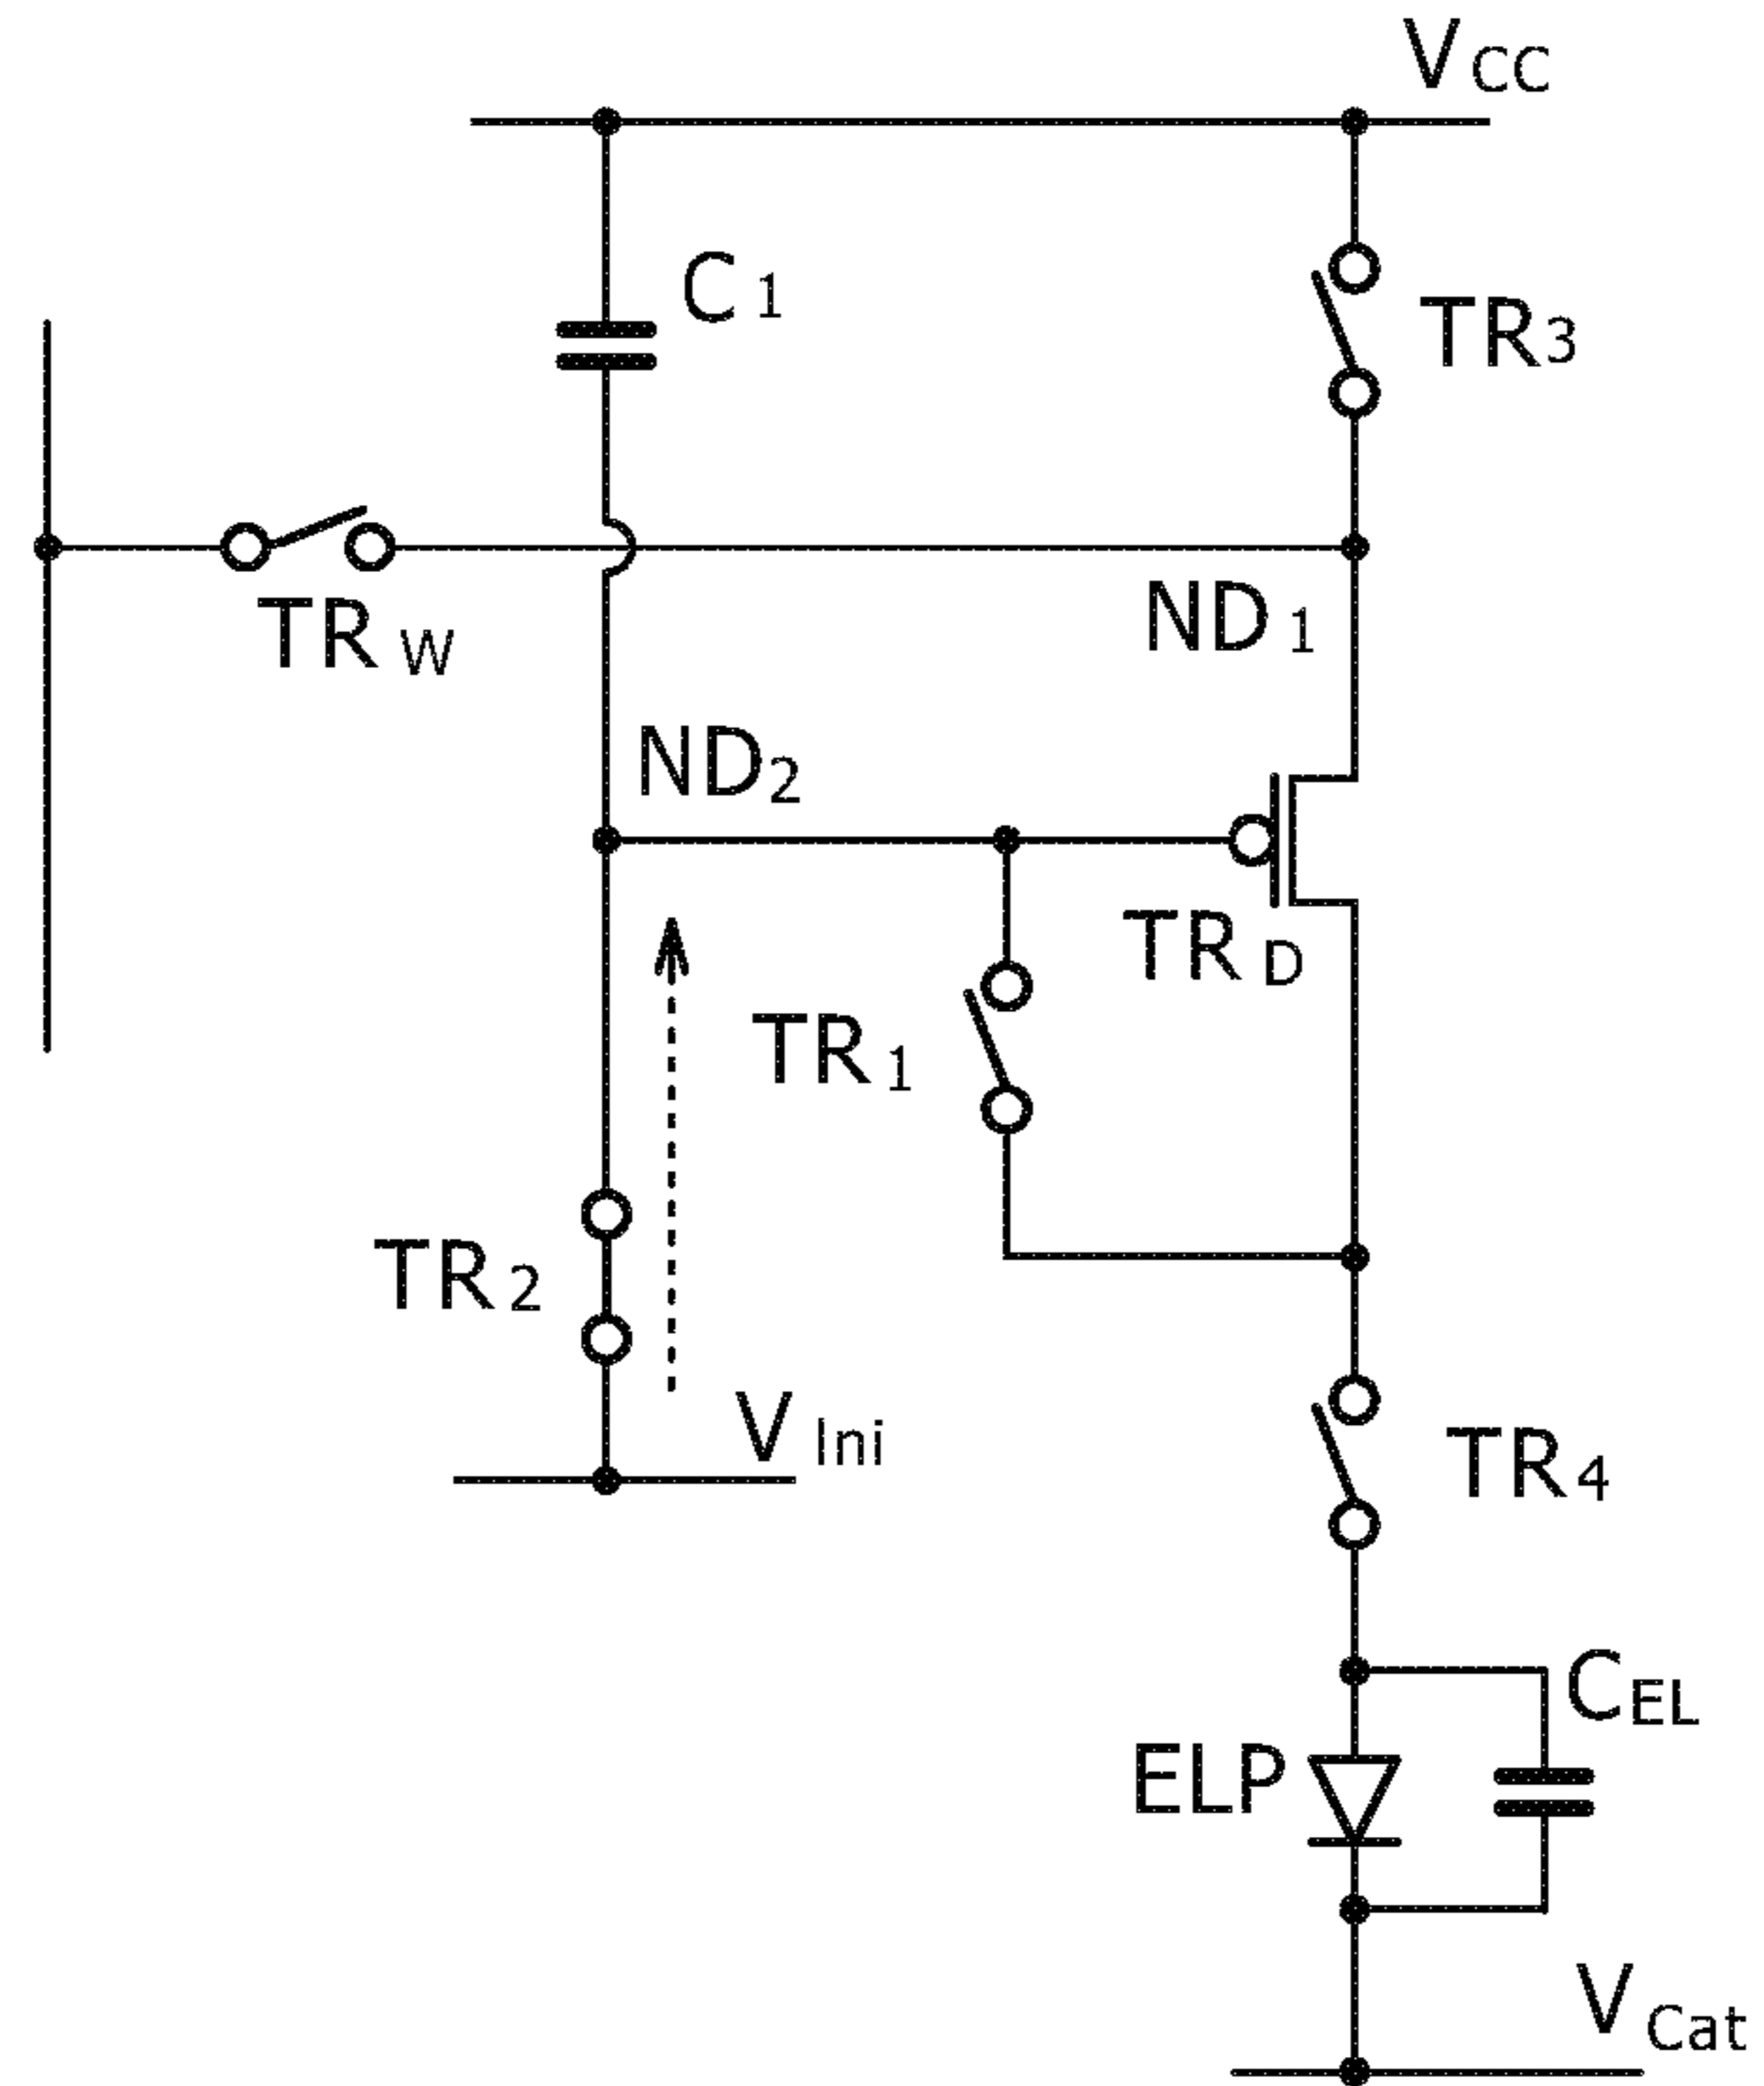 VCC
C1
TR3
TRW
ND1
ND2
TRD
TR1
TR2
VIni
TR4
CEL
ELP
VCat